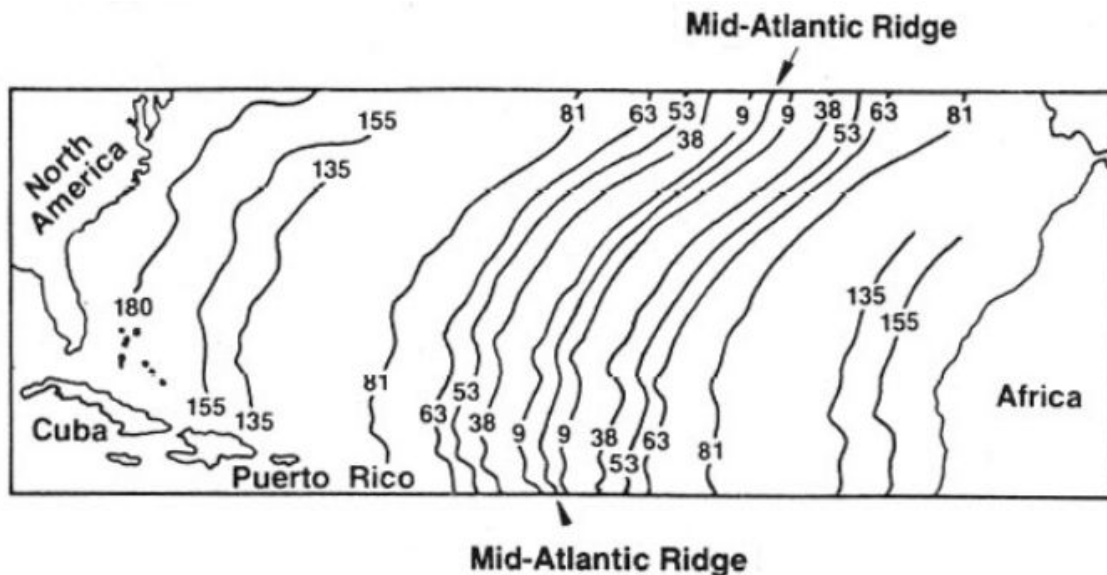 Mid-Atlantic Ridge
81 63 53 9 9 38 63 81
38 53
155
135
North
America
180
135
155
81
155 135
63 53 38 9 9 38 63 81
53
Cuba
Africa
Puerto Rico
Mid-Atlantic Ridge